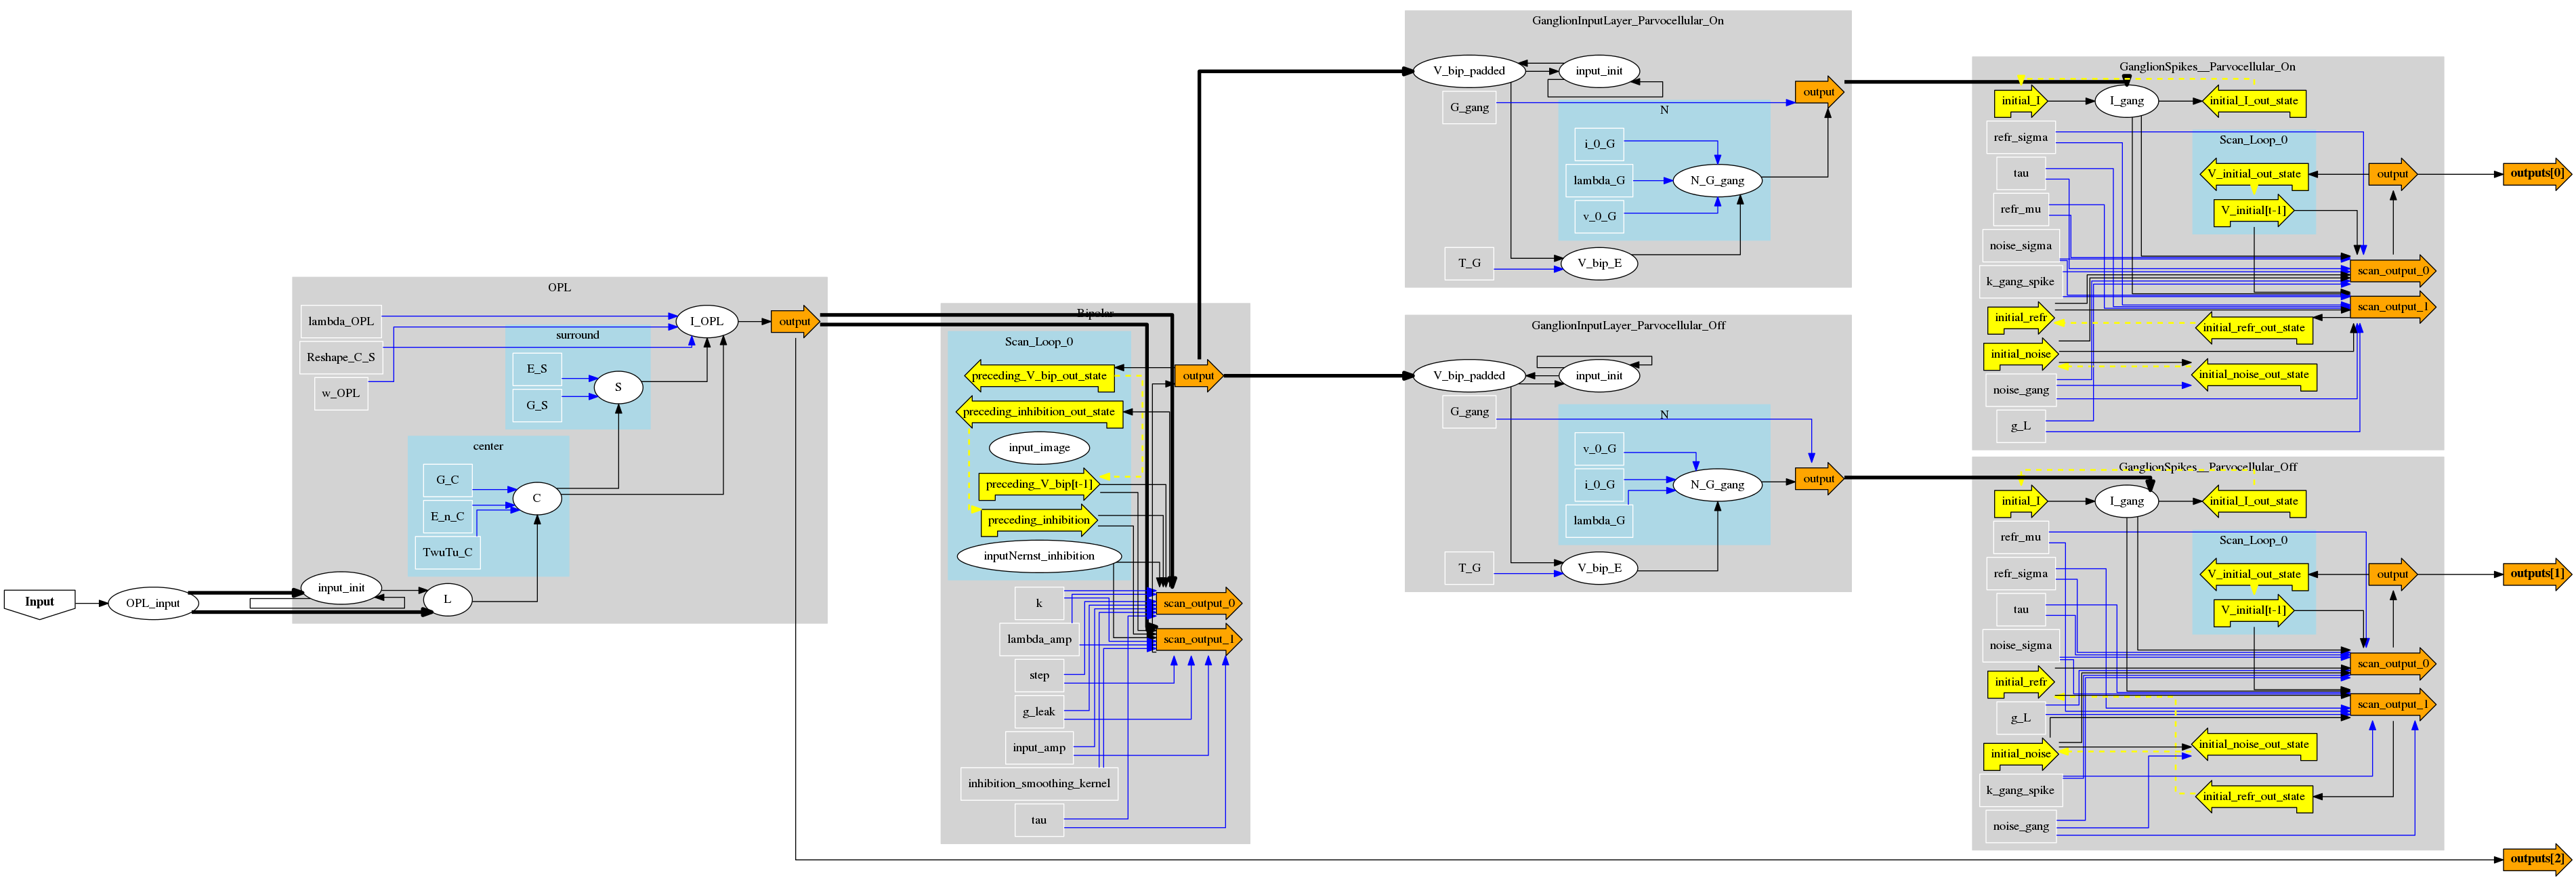 Input
OPL_input
OPL
lambda_OPL
Reshape_C_S
w_OPL
I_OPL
output
surround
E_S
G_S
S
center
G_C
E_n_C
TwuTu_C
C
input_init
L
Bipolar
Scan_Loop_0
preceding_V_bip_out_state
preceding_inhibition_out_state
input_image
preceding_V_bip[t-1]
preceding_inhibition
inputNernst_inhibition
output
k
lambda_amp
step
g_leak
input_amp
inhibition_smoothing_kernel
tau
scan_output_0
scan_output_1
GanglionInputLayer_Parvocellular_On
V_bip_padded
input_init
G_gang
output
N
i_0_G
lambda_G
v_0_G
N_G_gang
T_G
V_bip_E
GanglionInputLayer_Parvocellular_Off
V_bip_padded
input_init
G_gang
N
v_0_G
i_0_G
lambda_G
N_G_gang
output
T_G
V_bip_E
GanglionSpikes__Parvocellular_On
initial_I
I_gang
initial_I_out_state
refr_sigma
tau
refr_mu
noise_sigma
k_gang_spike
initial_refr
initial_noise
noise_gang
g_L
Scan_Loop_0
V_initial_out_state
V_initial[t-1]
output
scan_output_0
scan_output_1
initial_refr_out_state
initial_noise_out_state
outputs[0]
GanglionSpikes__Parvocellular_Off
initial_I
I_gang
initial_I_out_state
refr_mu
refr_sigma
tau
noise_sigma
initial_refr
g_L
initial_noise
k_gang_spike
noise_gang
Scan_Loop_0
V_initial_out_state
V_initial[t-1]
output
scan_output_0
scan_output_1
initial_noise_out_state
initial_refr_out_state
outputs[1]
outputs[2]